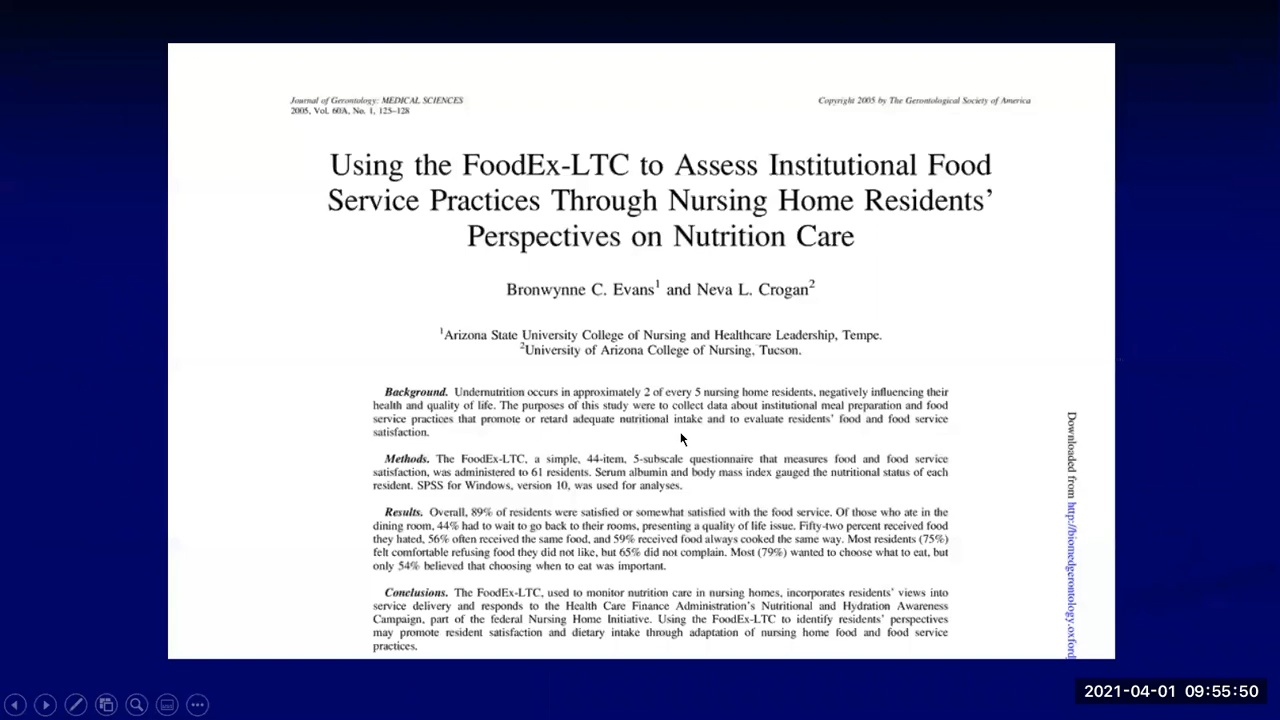 Journal of Gerontology: MEDICAL SCIENCES
2005, Vol. 60A, No. 1, 125–128
Copyright 2005 by The Gerontological Society of America
Using the FoodEx-LTC to Assess Institutional Food
Service Practices Through Nursing Home Residents’
Perspectives on Nutrition Care
Bronwynne C. Evans1 and Neva L. Crogan2
1Arizona State University College of Nursing and Healthcare Leadership, Tempe.
2University of Arizona College of Nursing, Tucson.
Background. Undernutrition occurs in approximately 2 of every 5 nursing home residents, negatively influencing their
health and quality of life. The purposes of this study were to collect data about institutional meal preparation and food
service practices that promote or retard adequate nutritional intake and to evaluate residents’ food and food service
satisfaction.
Methods. The FoodEx-LTC, a simple, 44-item, 5-subscale questionnaire that measures food and food service
satisfaction, was administered to 61 residents. Serum albumin and body mass index gauged the nutritional status of each
resident. SPSS for Windows, version 10, was used for analyses.
Results. Overall, 89% of residents were satisfied or somewhat satisfied with the food service. Of those who ate in the
dining room, 44% had to wait to go back to their rooms, presenting a quality of life issue. Fifty-two percent received food
they hated, 56% often received the same food, and 59% received food always cooked the same way. Most residents (75%)
felt comfortable refusing food they did not like, but 65% did not complain. Most (79%) wanted to choose what to eat, but
only 54% believed that choosing when to eat was important.
Conclusions. The FoodEx-LTC, used to monitor nutrition care in nursing homes, incorporates residents’ views into
service delivery and responds to the Health Care Finance Administration’s Nutritional and Hydration Awareness
Campaign, part of the federal Nursing Home Initiative. Using the FoodEx-LTC to identify residents’ perspectives
may promote resident satisfaction and dietary intake through adaptation of nursing home food and food service
practices.
Downloaded from http://biomedgerontology.oxford
2021-04-01 09:55:50